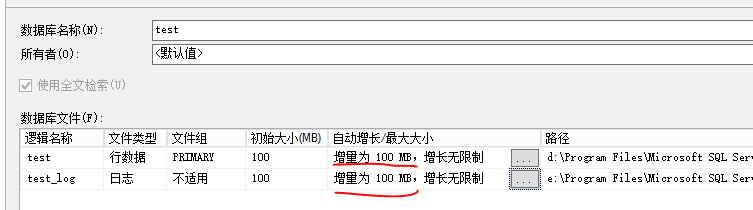 数据库名称(N): test
所有者(O): <默认值>
使用全文检索(U)
数据库文件(F):
逻辑名称 文件类型 文件组 初始大小(MB) 自动增长/最大大小 路径
test 行数据 PRIMARY 100 增量为 100 MB，增长无限制 ... d:\Program Files\Microsoft SQL Serv
test_log 日志 不适用 100 增量为 100 MB，增长无限制 ... e:\Program Files\Microsoft SQL Serv